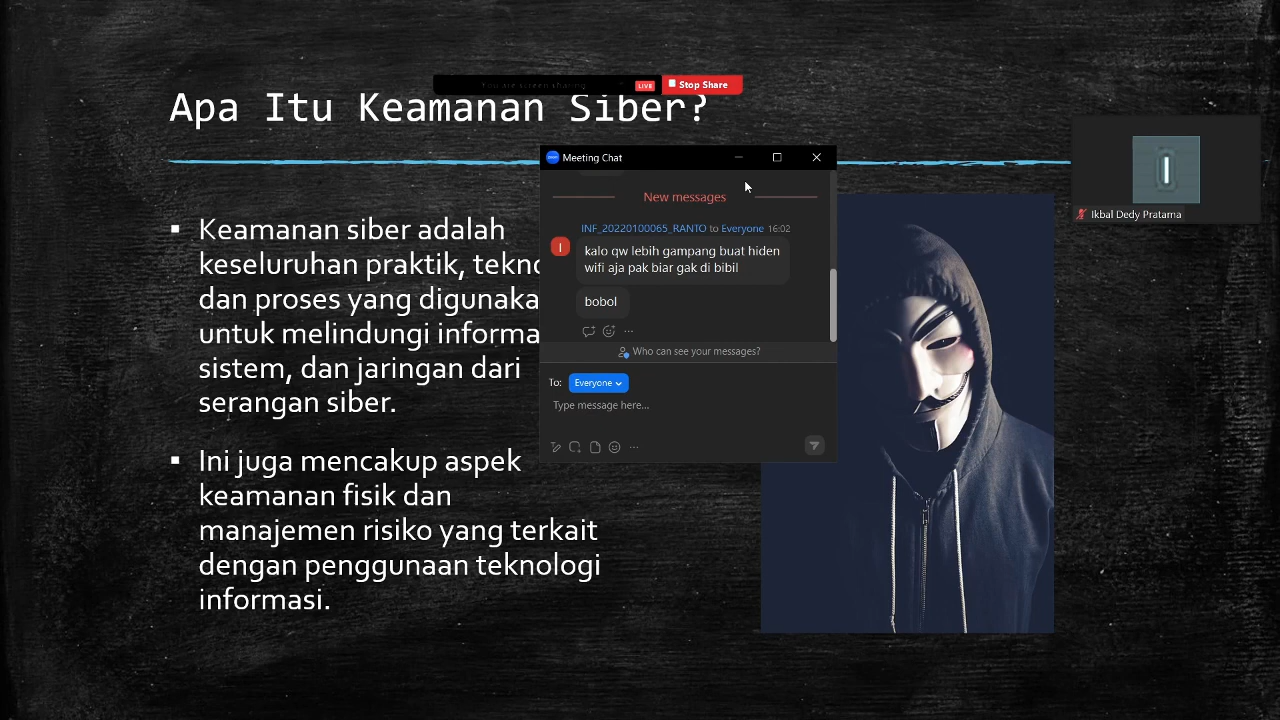 LIVE
Stop Share
Apa Itu Keamanan Siber?
Meeting Chat
New messages
INF_20220100065_RANTO to Everyone 16:02
I
kalo qw lebih gampang buat hiden
wifi aja pak biar gak di bibil
bobol
Who can see your messages?
To: Everyone
Type message here...
I
Ikbal Dedy Pratama
▪ Keamanan siber adalah
keseluruhan praktik,
dan proses yang
untuk melindungi
sistem, dan jaringan dari
serangan siber.
▪ Ini juga mencakup aspek
keamanan fisik dan
manajemen risiko yang terkait
dengan penggunaan teknologi
informasi.